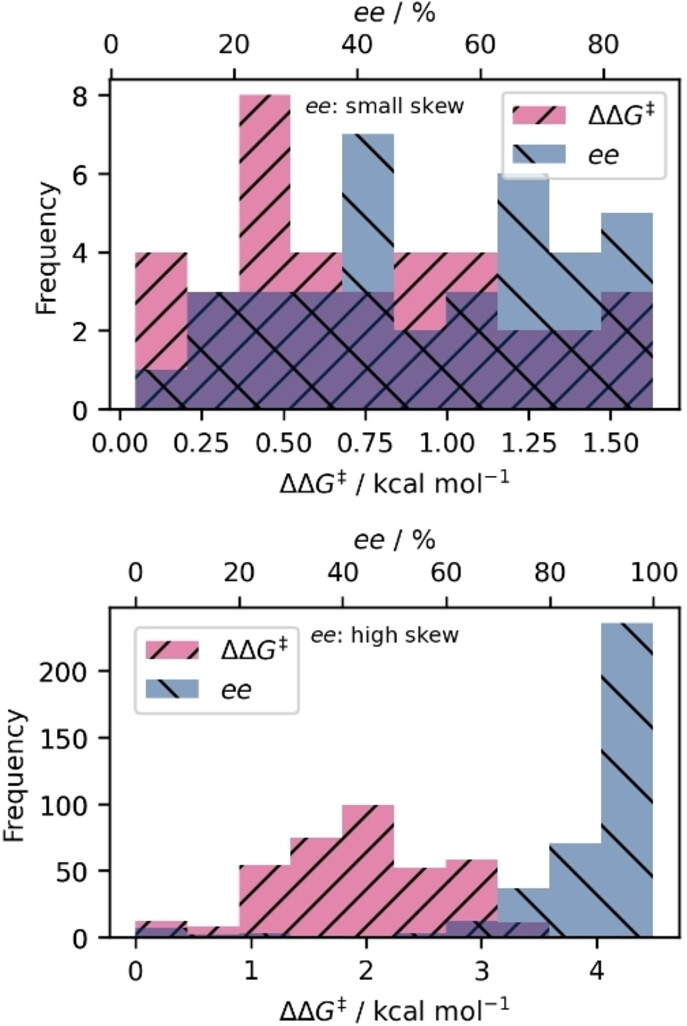 ee / %
0 20 40 60 80
ee: small skew
ΔΔG‡
ee
8
6
4
2
0
Frequency
0.00 0.25 0.50 0.75 1.00 1.25 1.50
ΔΔG‡ / kcal mol⁻¹
ee / %
0 20 40 60 80 100
ee: high skew
ΔΔG‡
ee
200
150
100
50
0
Frequency
0 1 2 3 4
ΔΔG‡ / kcal mol⁻¹